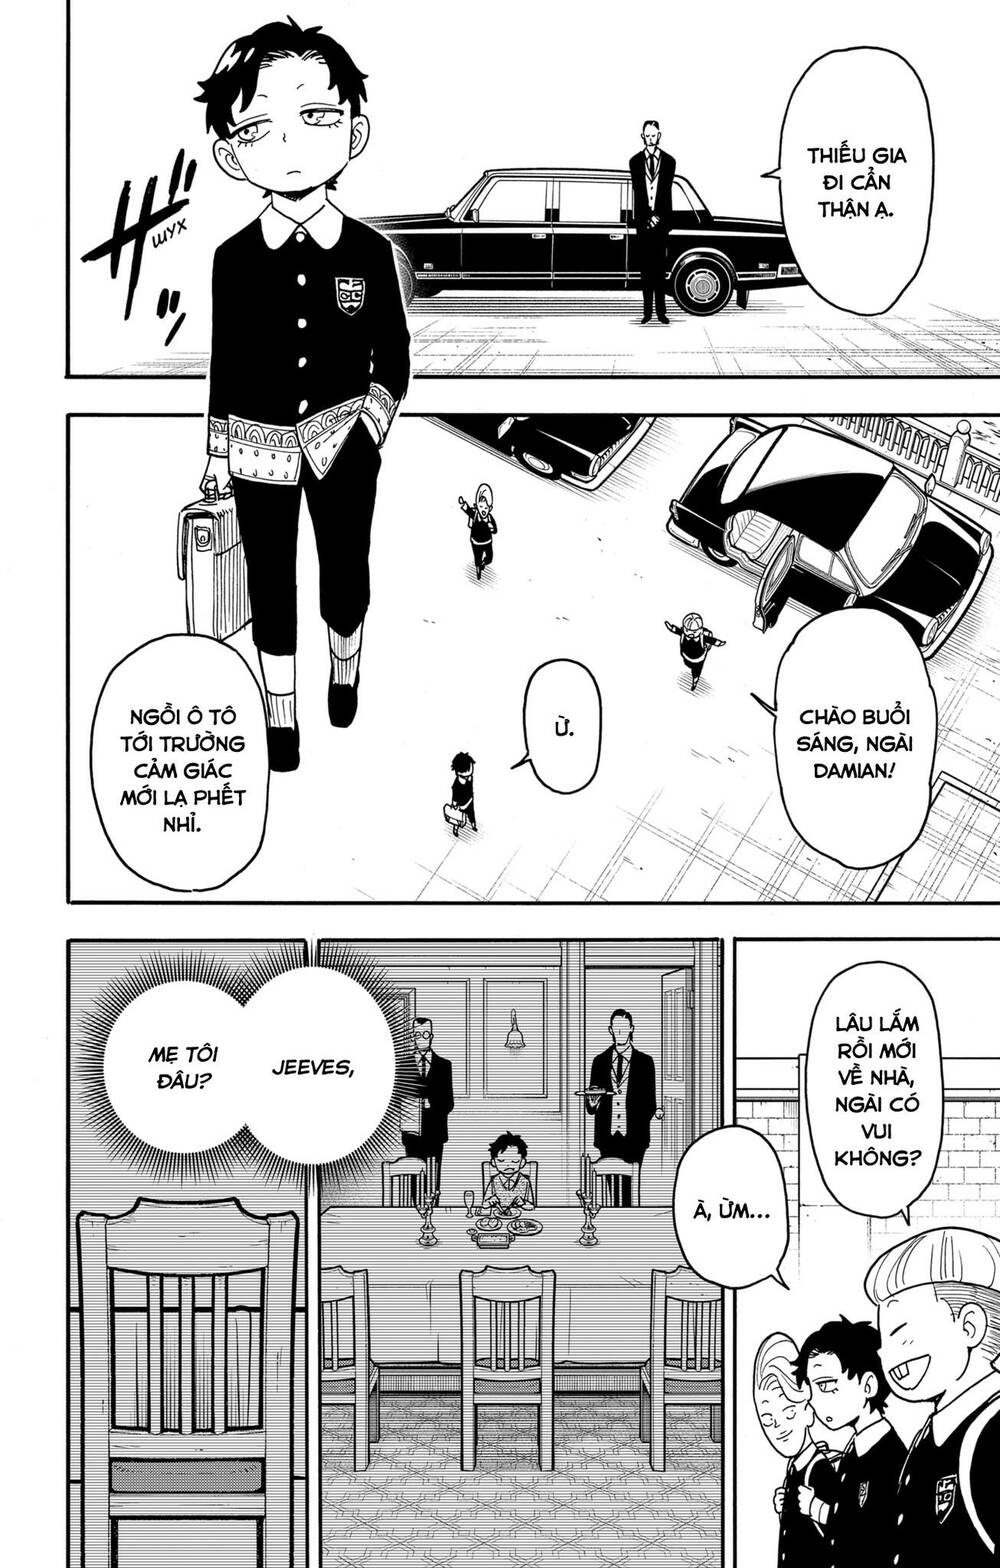 THIẾU GIA
ĐI CẨN
THẬN Ạ.
ШУХ
CHÀO BUỔI
SÁNG, NGÀI
DAMIAN!
Ừ.
NGỒI Ô TÔ
TỚI TRƯỜNG
CẢM GIÁC
MỚI LẠ PHẾT
NHỈ.
LÂU LẮM
RỒI MỚI
VỀ NHÀ,
NGÀI CÓ
VUI
KHÔNG?
À, ỪM...
JEEVES,
MẸ TÔI
ĐÂU?